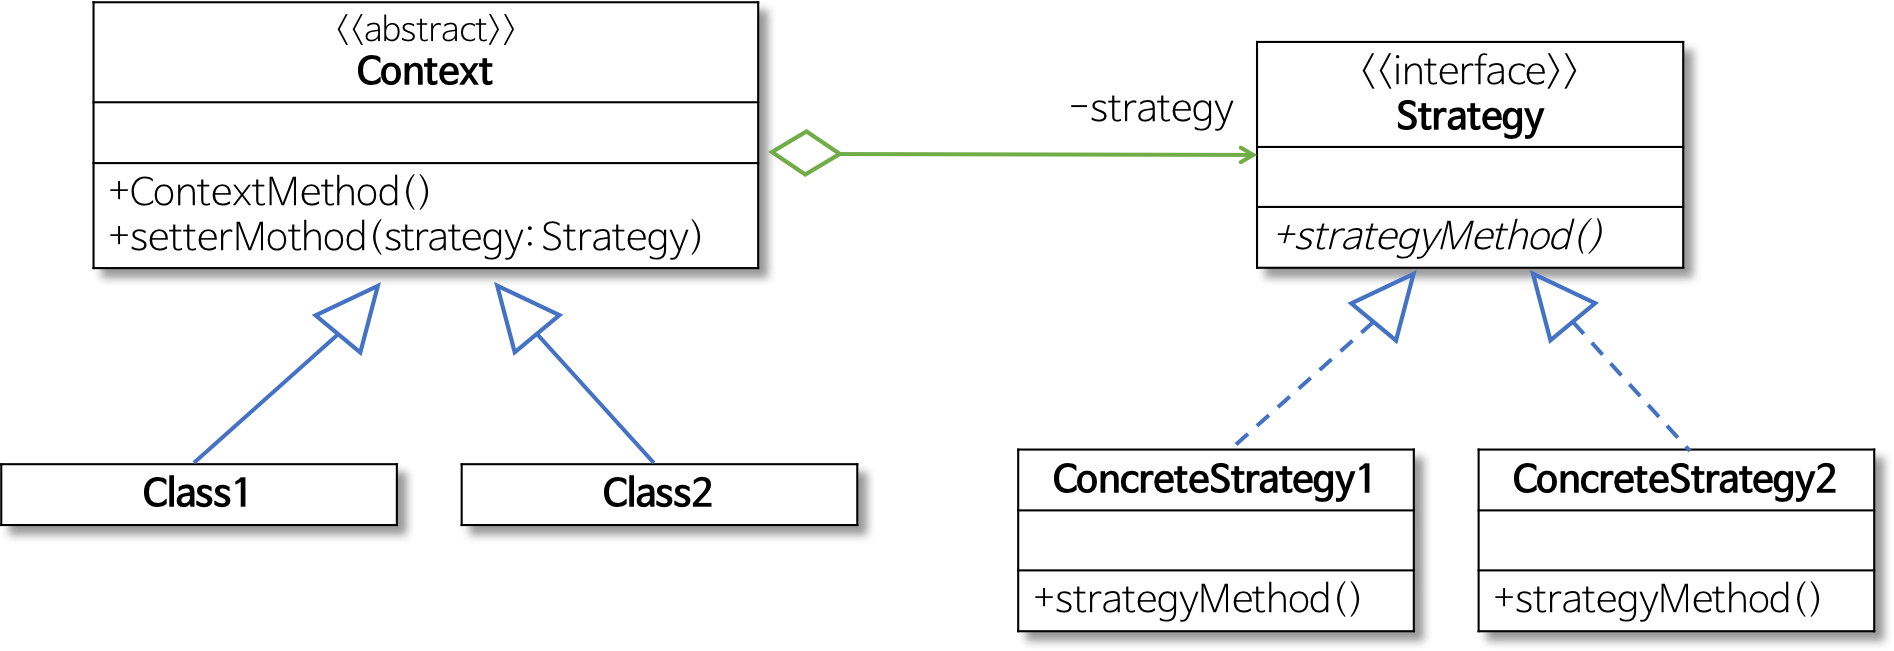 《abstract》
Context
+ContextMethod()
+setterMothod(strategy:Strategy)
-strategy
《interface》
Strategy
+strategyMethod()
Class1
Class2
ConcreteStrategy1
+strategyMethod()
ConcreteStrategy2
+strategyMethod()